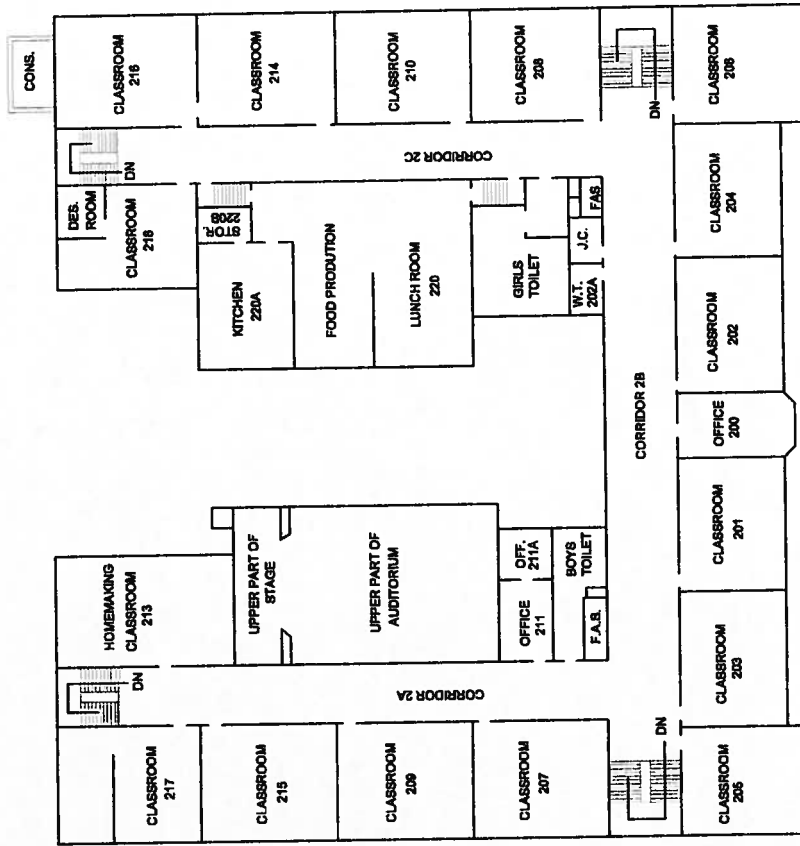 CONS.
CLASSROOM
216
CLASSROOM
214
CLASSROOM
210
CLASSROOM
208
DN
CLASSROOM
206
DN
CORRIDOR 2C
DES.
ROOM
CLASSROOM
218
STOR.
220B
KITCHEN
220A
FOOD PRODUTION
LUNCH ROOM
220
GIRLS
TOILET
W.T.
202A
J.C.
FAS
CLASSROOM
204
CLASSROOM
202
CORRIDOR 2B
OFFICE
200
CLASSROOM
201
CLASSROOM
203
HOMEMAKING
CLASSROOM
213
UPPER PART OF
STAGE
UPPER PART OF
AUDITORIUM
OFF.
211A
OFFICE
211
BOYS
TOILET
F.A.S.
DN
CORRIDOR 2A
DN
CLASSROOM
217
CLASSROOM
215
CLASSROOM
209
CLASSROOM
207
CLASSROOM
205